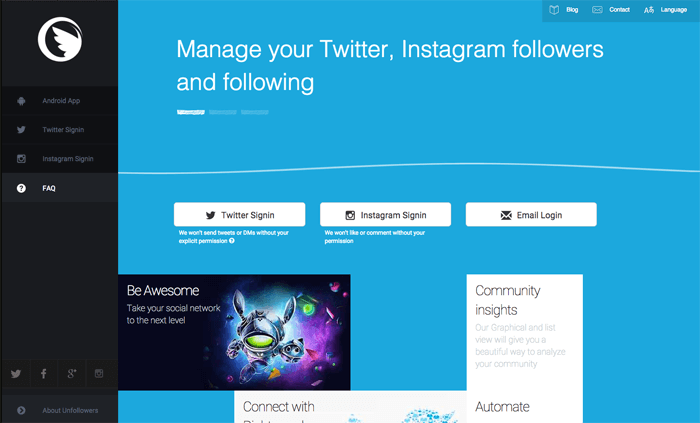 Blog
Contact
Language
Android App
Twitter Signin
Instagram Signin
FAQ
About Unfollowers
Manage your Twitter, Instagram followers
and following
Twitter Signin
Instagram Signin
Email Login
We won't send tweets or DMs without your
explicit permission
We won't like or comment without your
permission
Be Awesome
Take your social network
to the next level
Community
insights
Our Graphical and list
view will give you a
beautiful way to analyze
your community
Connect with
Automate